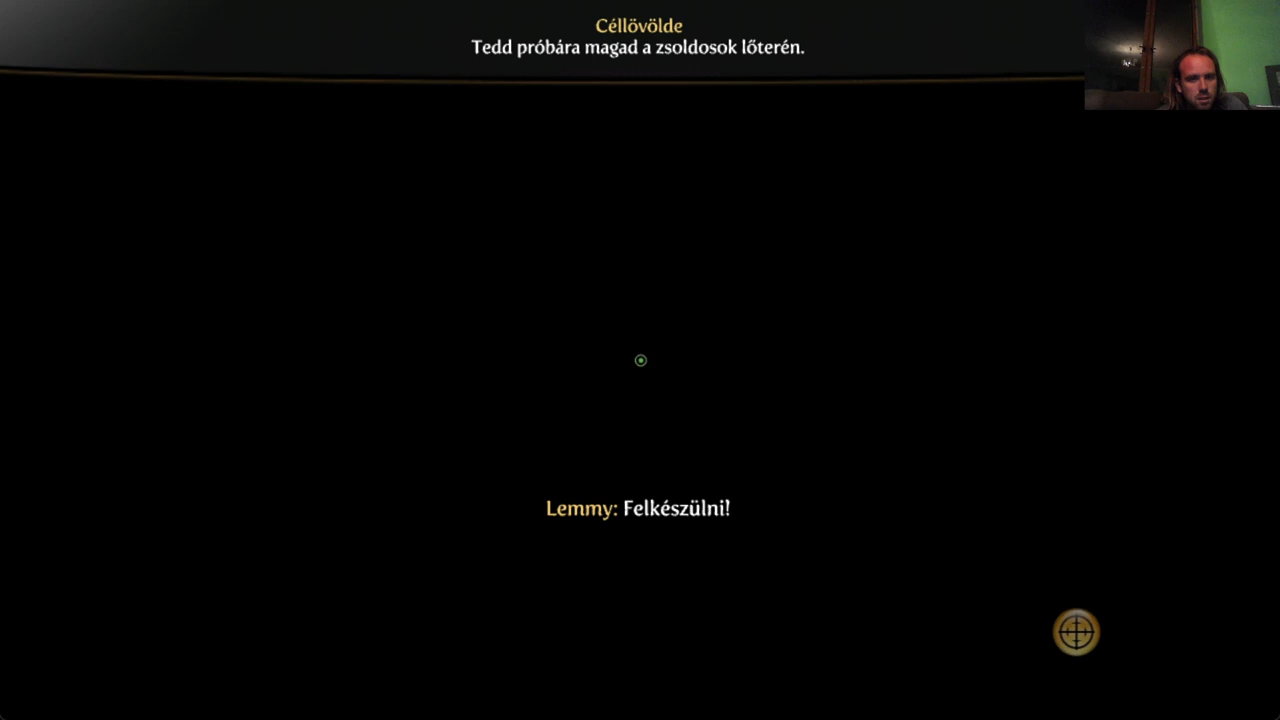 Céllövölde
Tedd próbára magad a zsoldosok lőterén.
Lemmy: Felkészülni!